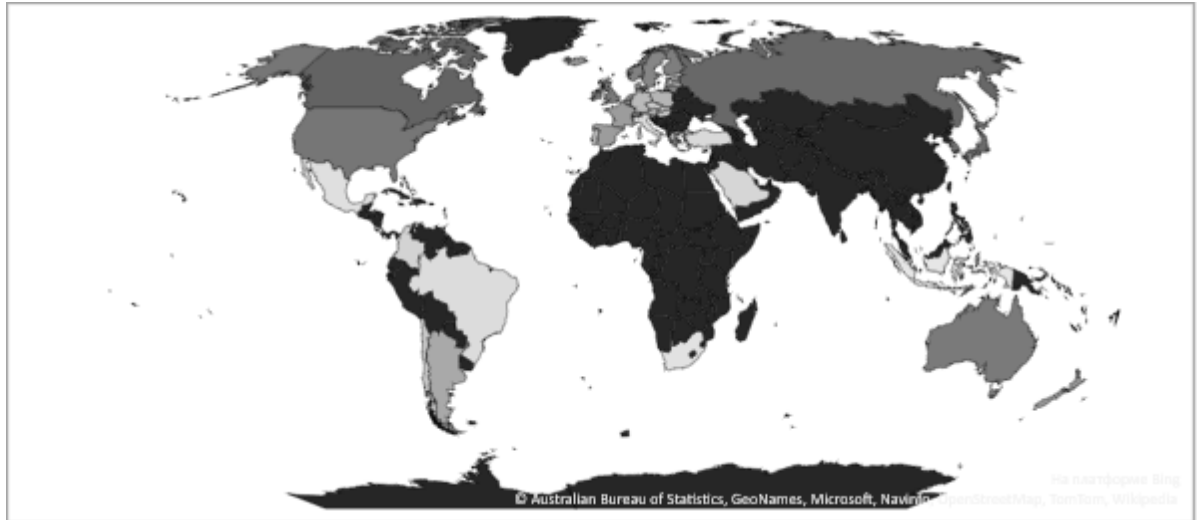 На платформе Bing
© Australian Bureau of Statistics, GeoNames, Microsoft, Navinfo, OpenStreetMap, TomTom, Wikipedia